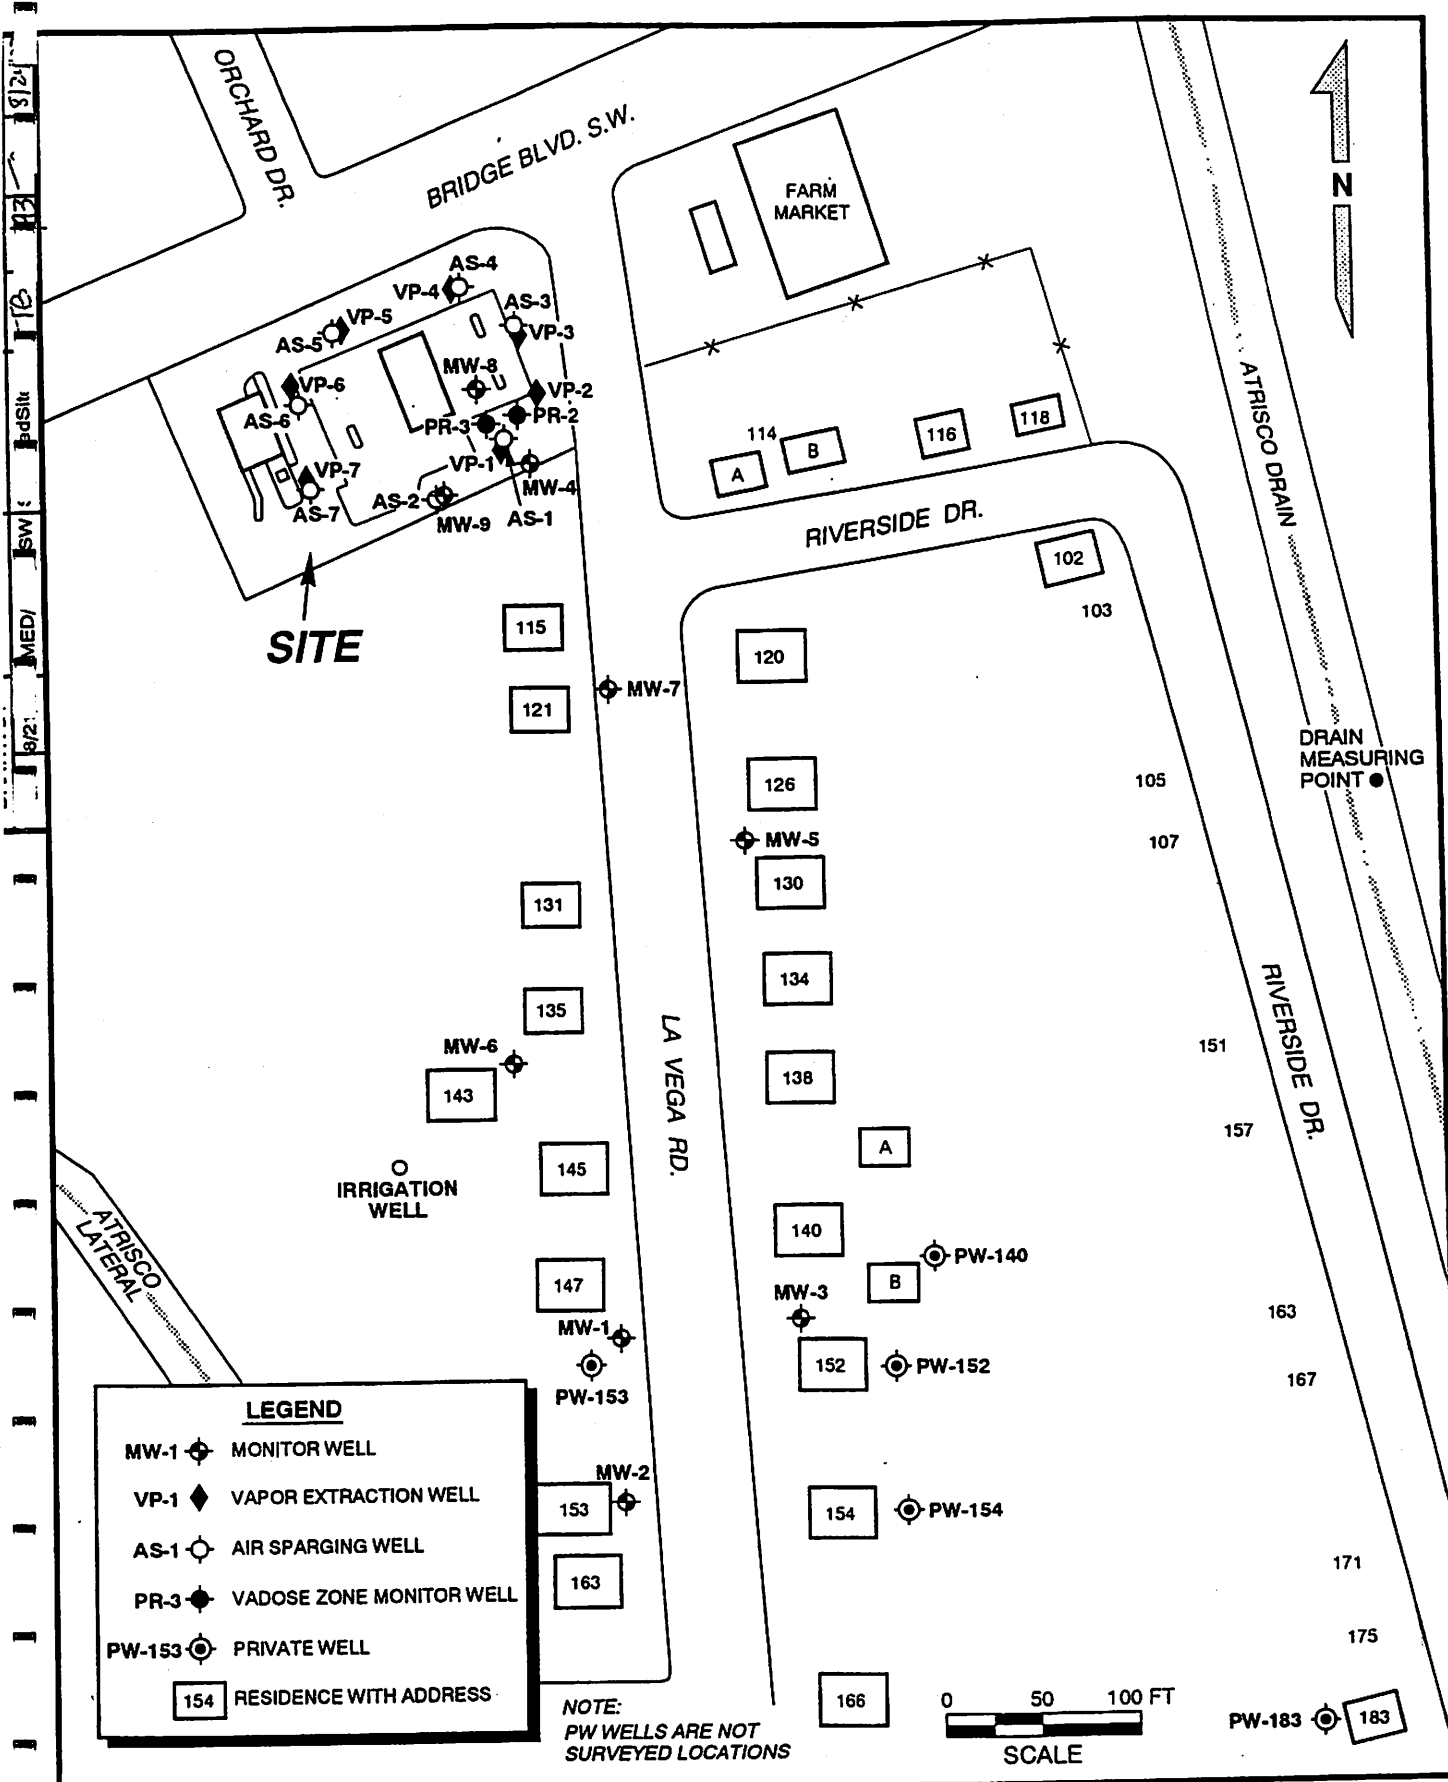 ORCHARD DR.
BRIDGE BLVD. S.W.
FARM
MARKET
N
ATRISCO DRAIN
AS-4
VP-4
AS-3
VP-5
VP-3
AS-5
MW-8
VP-6
VP-2
AS-6
PR-3
PR-2
VP-1
VP-7
MW-4
AS-2
AS-7
MW-9
AS-1
SITE
114
A
B
116
118
RIVERSIDE DR.
102
103
115
120
MW-7
121
DRAIN
MEASURING
POINT
126
105
MW-5
107
130
131
134
135
LA VEGA RD.
RIVERSIDE DR.
MW-6
151
138
143
157
A
145
IRRIGATION
WELL
ATRISCO
LATERAL
140
PW-140
147
B
MW-3
163
MW-1
152
PW-152
167
PW-153
MW-2
153
154
PW-154
163
171
175
166
PW-183
183
LEGEND
MW-1 MONITOR WELL
VP-1 VAPOR EXTRACTION WELL
AS-1 AIR SPARGING WELL
PR-3 VADOSE ZONE MONITOR WELL
PW-153 PRIVATE WELL
154 RESIDENCE WITH ADDRESS
NOTE:
PW WELLS ARE NOT
SURVEYED LOCATIONS
0 50 100 FT
SCALE
MED/
8/21